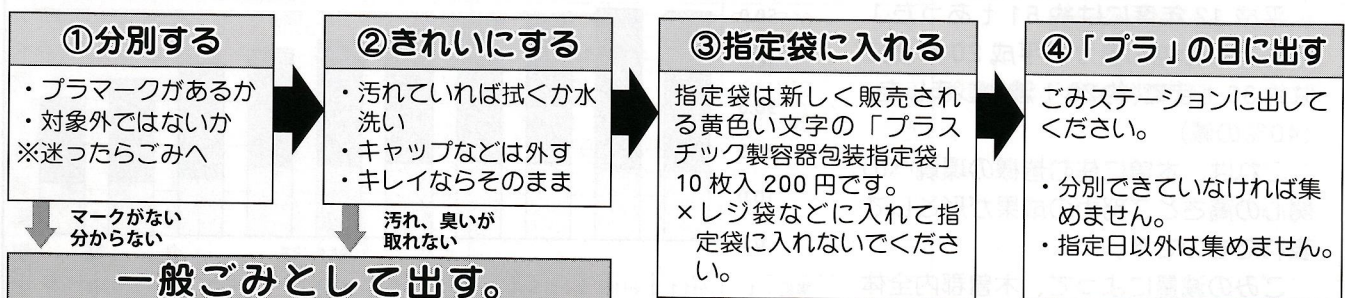 ①分別する
・プラマークがあるか
・対象外ではないか
※迷ったらごみへ
マークがない
分からない
②きれいにする
・汚れていれば拭くか水
洗い
・キャップなどは外す
・キレイならそのまま
汚れ、臭いが
取れない
一般ごみとして出す。
③指定袋に入れる
指定袋は新しく販売され
る黄色い文字の「プラス
チック製容器包装指定袋」
10枚入200円です。
×レジ袋などに入れて指
定袋に入れないでくださ
い。
④「プラ」の日に出す
ごみステーションに出して
ください。
・分別できていなければ集
めません。
・指定日以外は集めません。